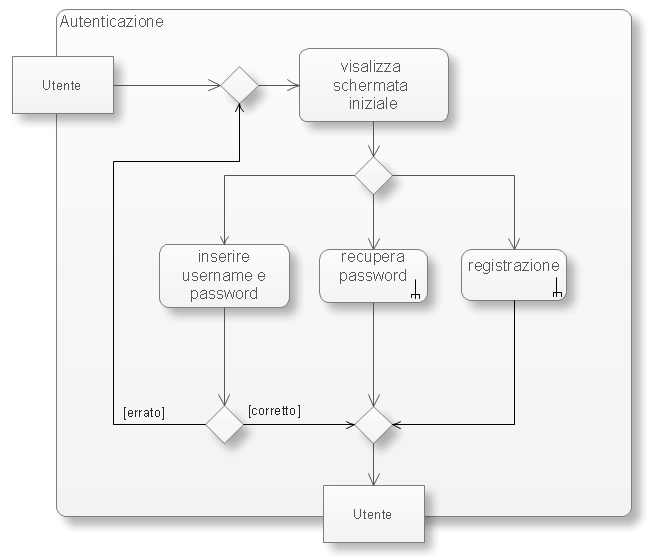 Autenticazione
Utente
visalizza
schermata
iniziale
inserire
username e
password
recupera
password
registrazione
[errato]
[corretto]
Utente